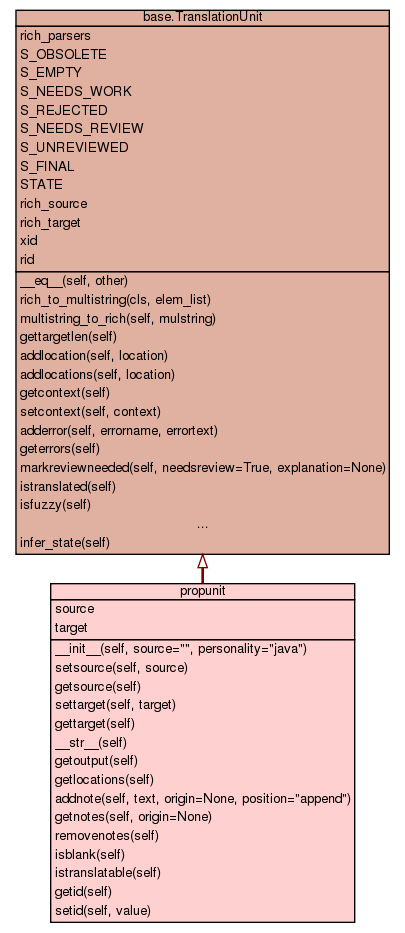 base.TranslationUnit
rich_parsers
S_OBSOLETE
S_EMPTY
S_NEEDS_WORK
S_REJECTED
S_NEEDS_REVIEW
S_UNREVIEWED
S_FINAL
STATE
rich_source
rich_target
xid
rid
__eq__(self, other)
rich_to_multistring(cls, elem_list)
multistring_to_rich(self, mulstring)
gettargetlen(self)
addlocation(self, location)
addlocations(self, location)
getcontext(self)
setcontext(self, context)
adderror(self, errorname, errortext)
geterrors(self)
markreviewneeded(self, needsreview=True, explanation=None)
istranslated(self)
isfuzzy(self)
...
infer_state(self)
propunit
source
target
__init__(self, source="", personality="java")
setsource(self, source)
getsource(self)
settarget(self, target)
gettarget(self)
__str__(self)
getoutput(self)
getlocations(self)
addnote(self, text, origin=None, position="append")
getnotes(self, origin=None)
removenotes(self)
isblank(self)
istranslatable(self)
getid(self)
setid(self, value)